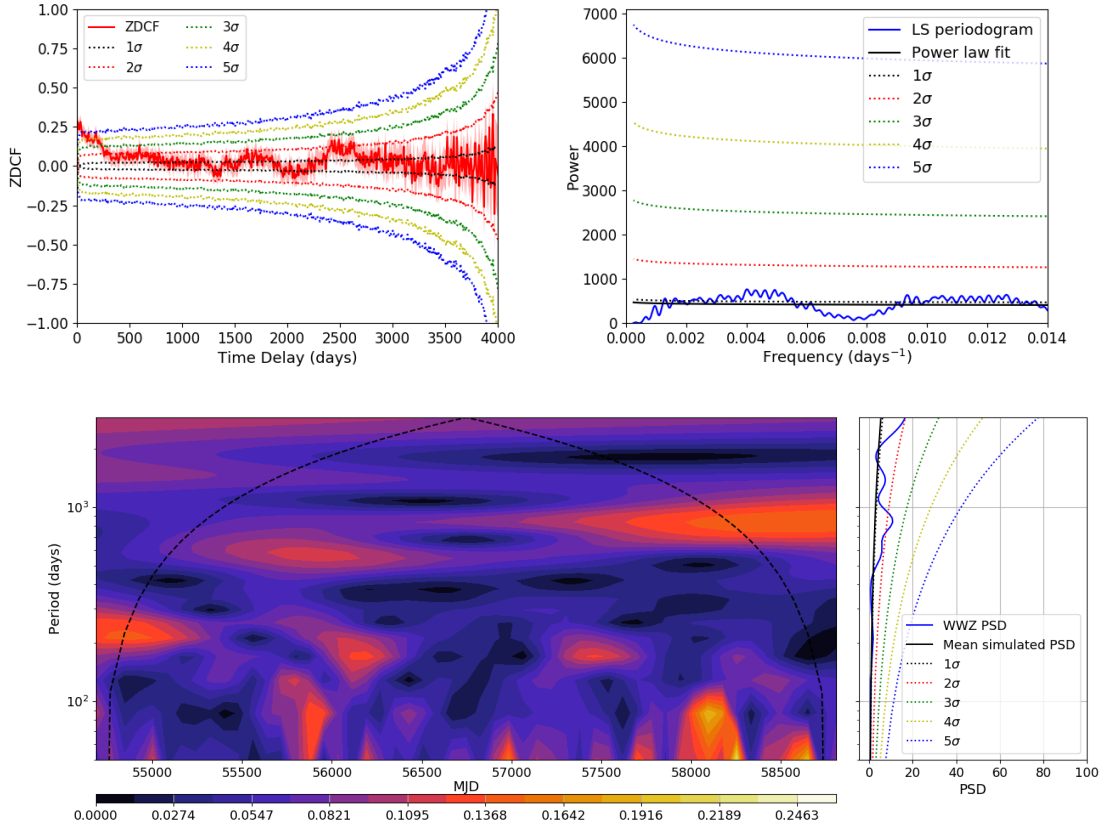 ZDCF
1σ
2σ
3σ
4σ
5σ
1.00
0.75
0.50
0.25
0.00
−0.25
−0.50
−0.75
−1.00
ZDCF
0 500 1000 1500 2000 2500 3000 3500 4000
Time Delay (days)
LS periodogram
Power law fit
1σ
2σ
3σ
4σ
5σ
7000
6000
5000
4000
3000
2000
1000
0
Power
0.000 0.002 0.004 0.006 0.008 0.010 0.012 0.014
Frequency (days⁻¹)
10³
10²
Period (days)
55000 55500 56000 56500 57000 57500 58000 58500
MJD
0.0000 0.0274 0.0547 0.0821 0.1095 0.1368 0.1642 0.1916 0.2189 0.2463
WWZ PSD
Mean simulated PSD
1σ
2σ
3σ
4σ
5σ
0 20 40 60 80 100
PSD